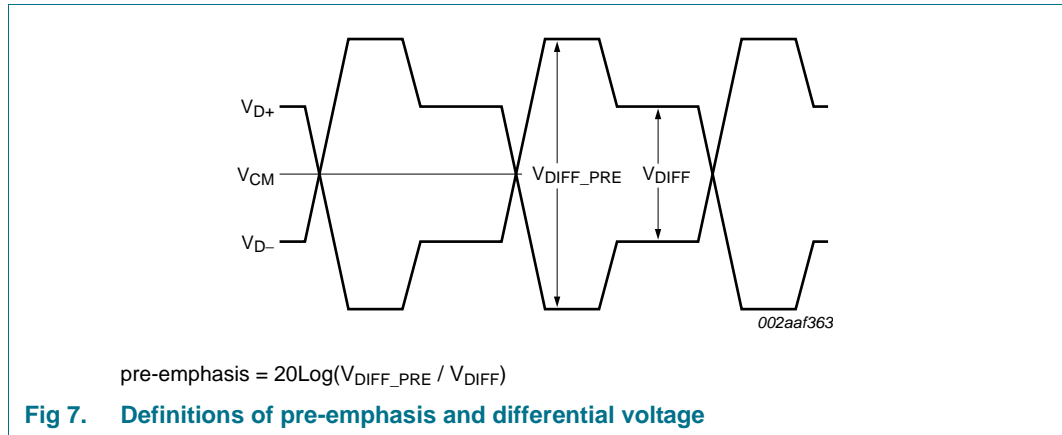 V_D+
V_CM
V_DIFF_PRE
V_DIFF
V_D−
002aaf363
pre-emphasis = 20Log(V_DIFF_PRE / V_DIFF)
Fig 7. Definitions of pre-emphasis and differential voltage